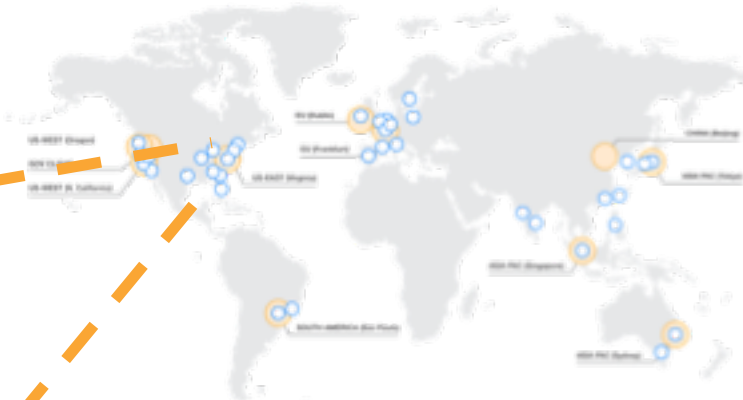 US-WEST (Oregon)
EU (Dublin)
CHINA (Beijing)
GOV CLOUD
EU (Frankfurt)
US-WEST (N. California)
US-EAST (Virginia)
ASIA PAC (Tokyo)
ASIA PAC (Singapore)
SOUTH AMERICA (Sao Paulo)
ASIA PAC (Sydney)